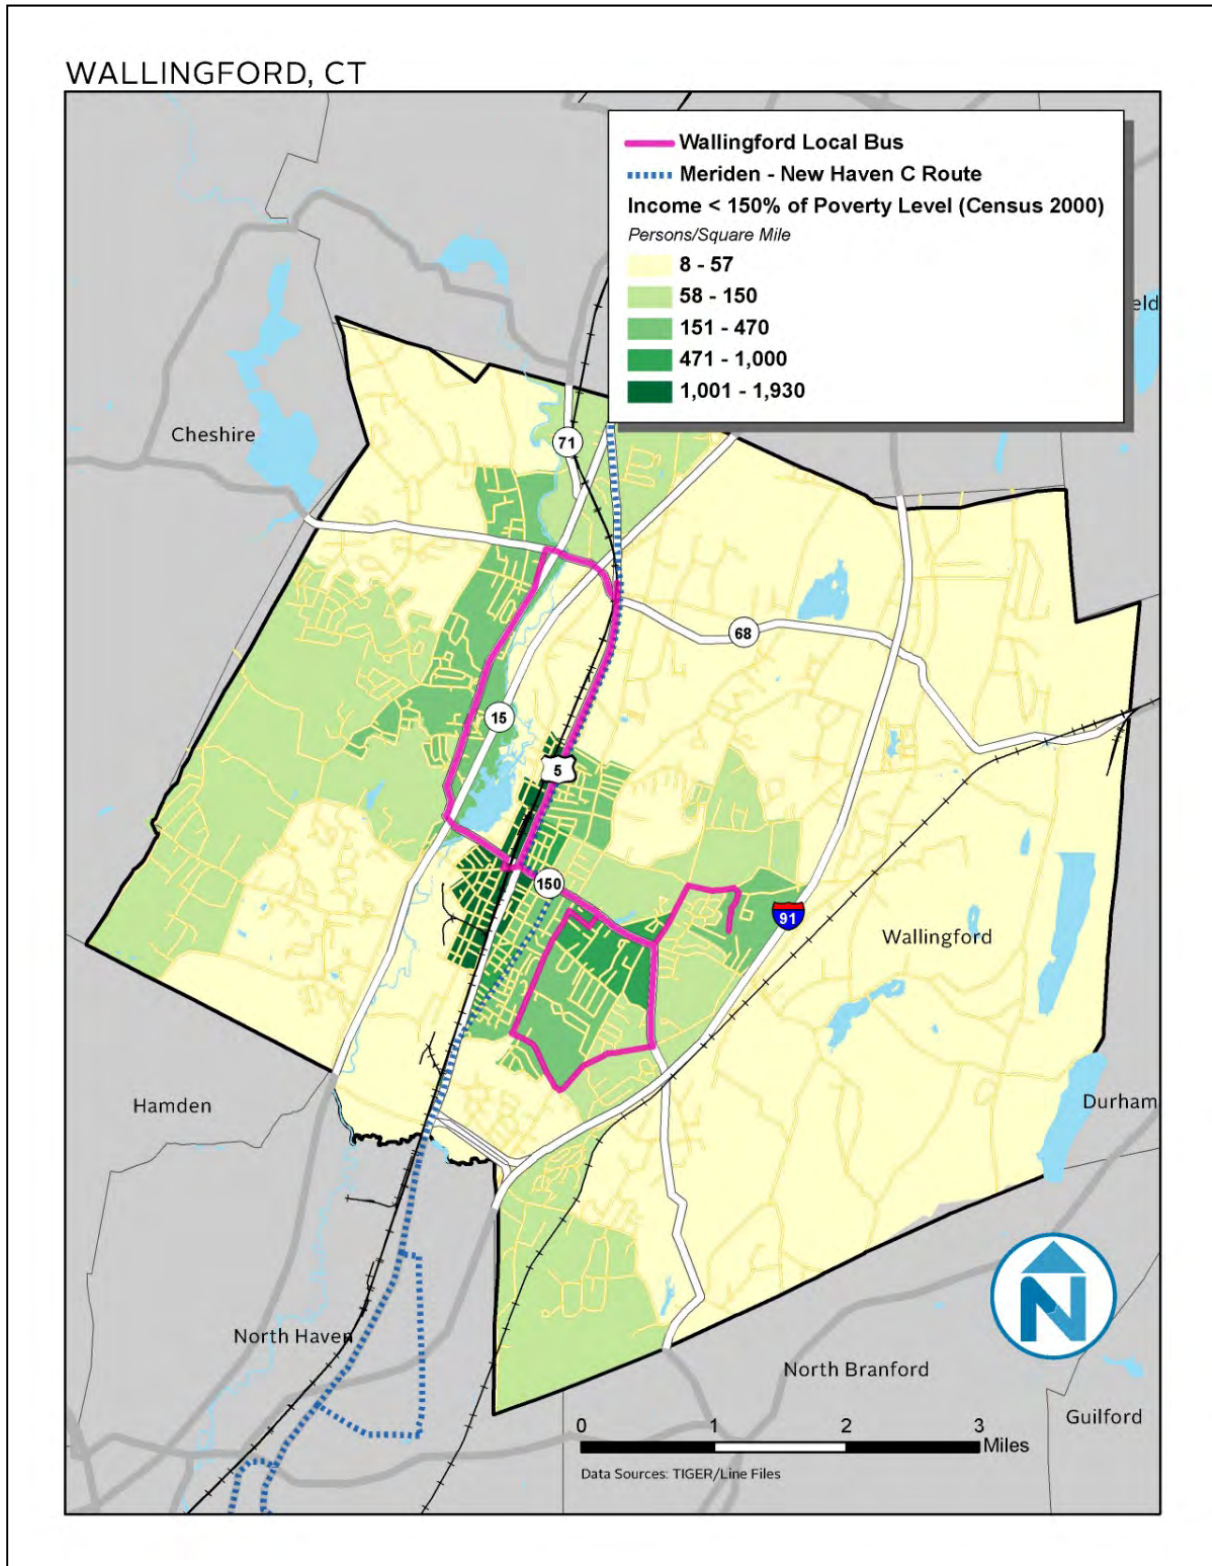 WALLINGFORD, CT
Wallingford Local Bus
Meriden - New Haven C Route
Income < 150% of Poverty Level (Census 2000)
Persons/Square Mile
8 - 57
58 - 150
151 - 470
471 - 1,000
1,001 - 1,930
eld
Cheshire
71
68
15
5
150
91
Wallingford
Hamden
Durham
N
North Haven
North Branford
Guilford
0 1 2 3
Miles
Data Sources: TIGER/Line Files